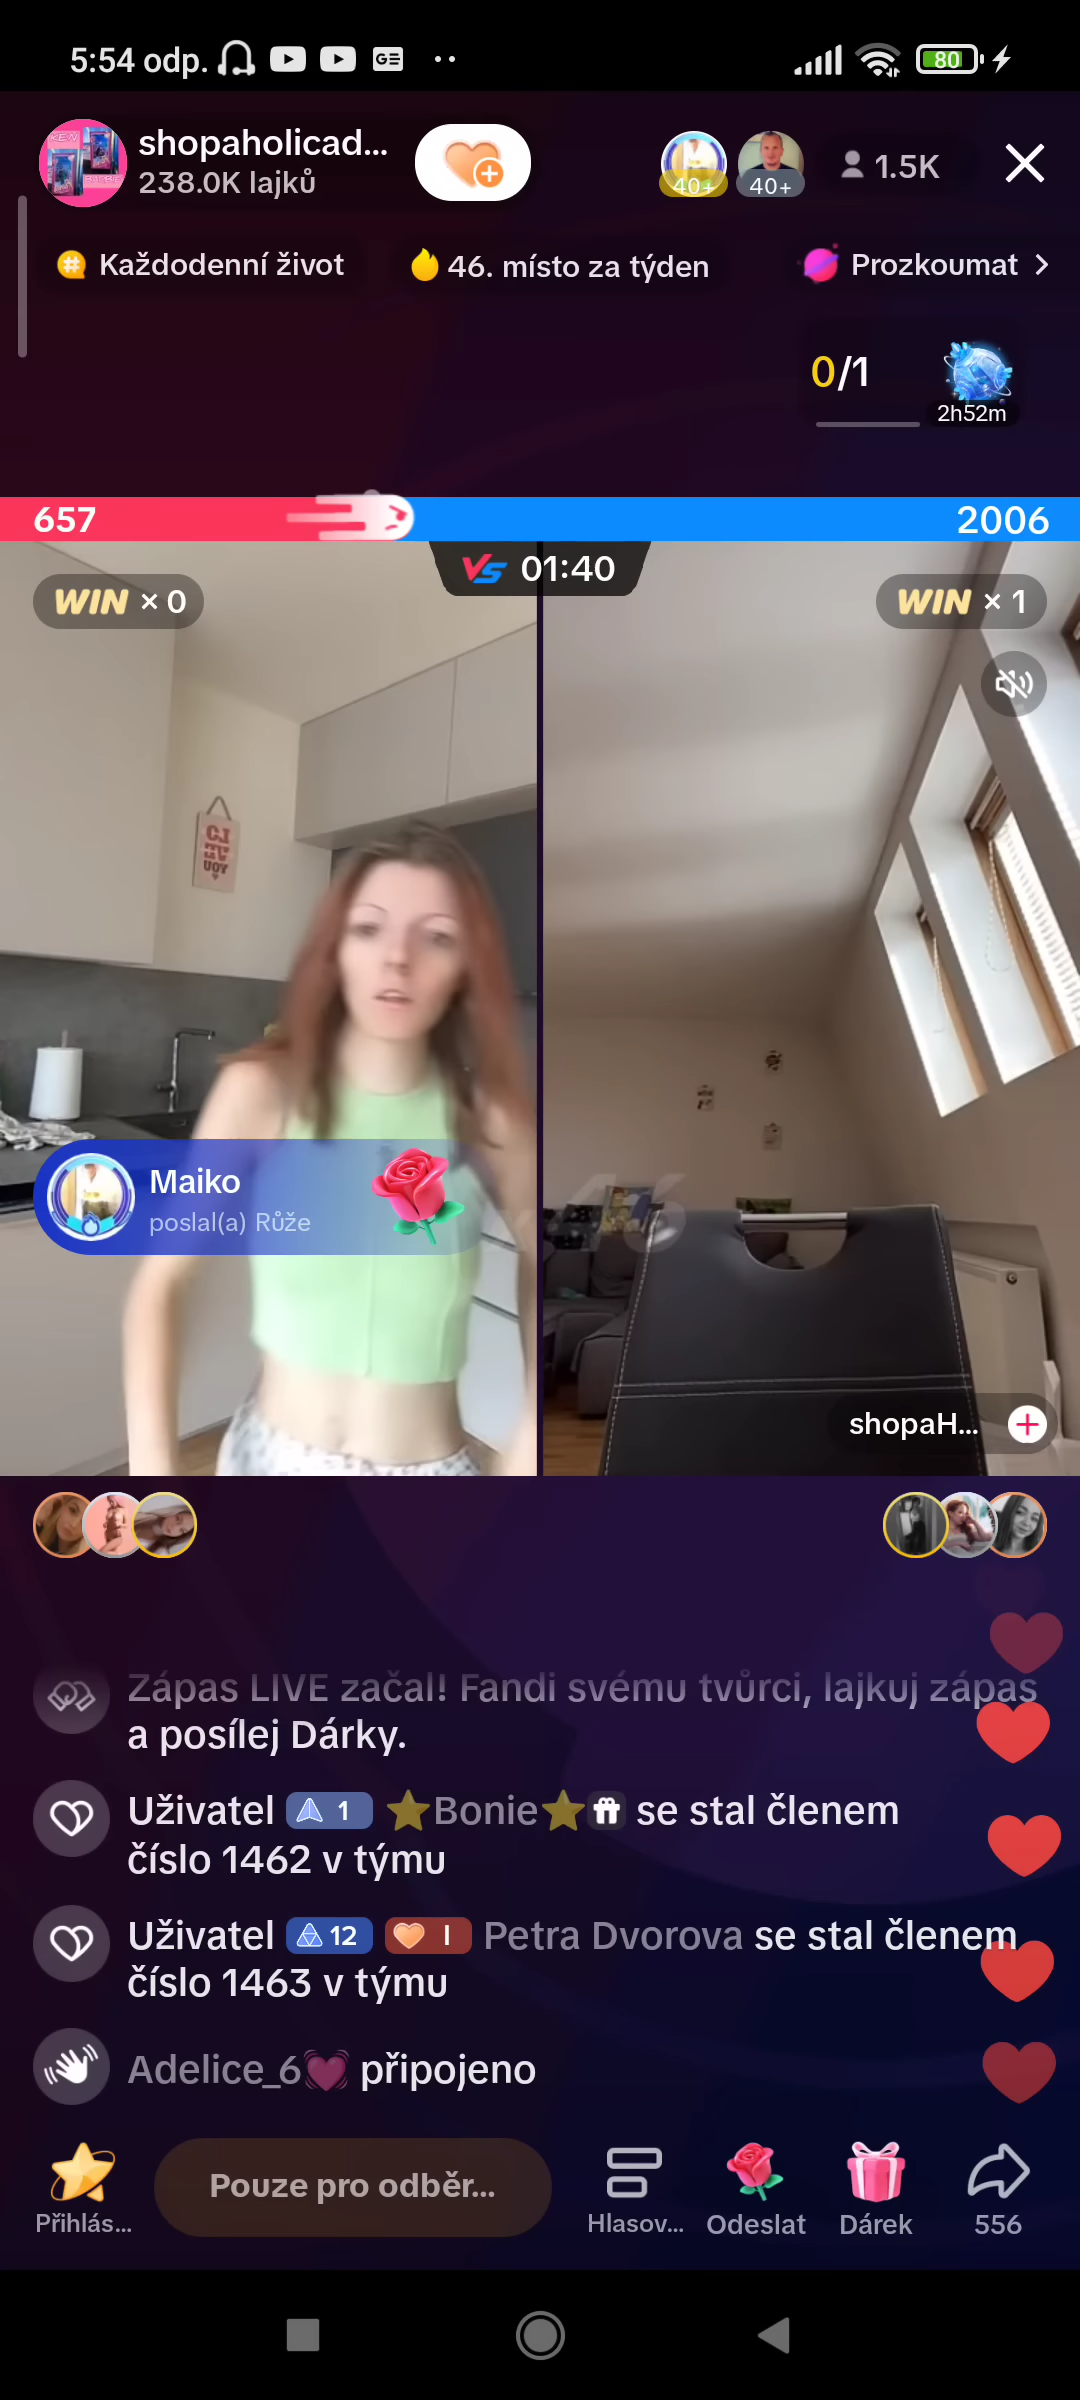 5:54 odp.
80
shopaholicad...
238.0K lajků
40+
40+
1.5K
Každodenní život
46. místo za týden
Prozkoumat
0/1
2h52m
657
2006
VS 01:40
WIN × 0
WIN × 1
Maiko
poslal(a) Růže
shopaH...
Zápas LIVE začal! Fandi svému tvůrci, lajkuj zápas
a posílej Dárky.
Uživatel 1 ⭐Bonie⭐ se stal členem
číslo 1462 v týmu
Uživatel 12 I Petra Dvorova se stal členem
číslo 1463 v týmu
Adelice_6💓 připojeno
Přihlás...
Pouze pro odběr...
Hlasov...
Odeslat
Dárek
556